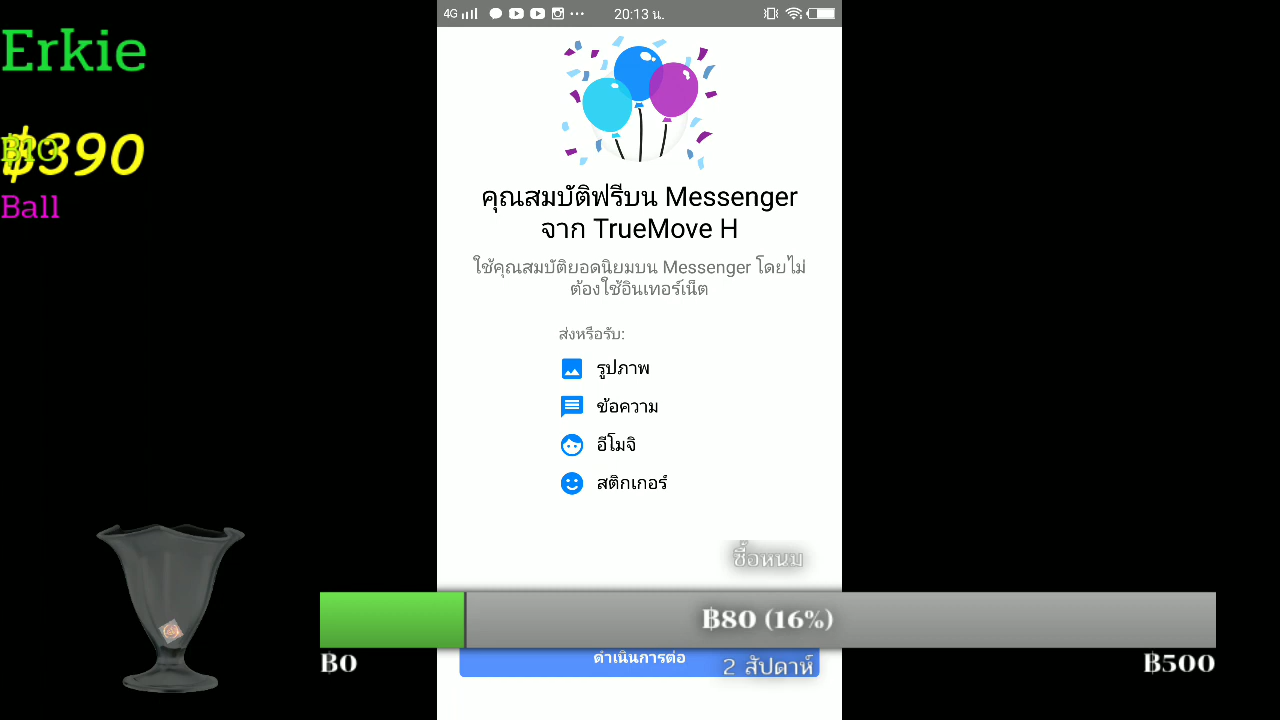 Erkie
฿390
฿10
Ball
4G
20:13 น.
คุณสมบัติฟรีบน Messenger
จาก TrueMove H
ใช้คุณสมบัติยอดนิยมบน Messenger โดยไม่
ต้องใช้อินเทอร์เน็ต
ส่งหรือรับ:
รูปภาพ
ข้อความ
อีโมจิ
สติกเกอร์
ซื้อหนม
฿80 (16%)
฿0
ดำเนินการต่อ
2 สัปดาห์
฿500